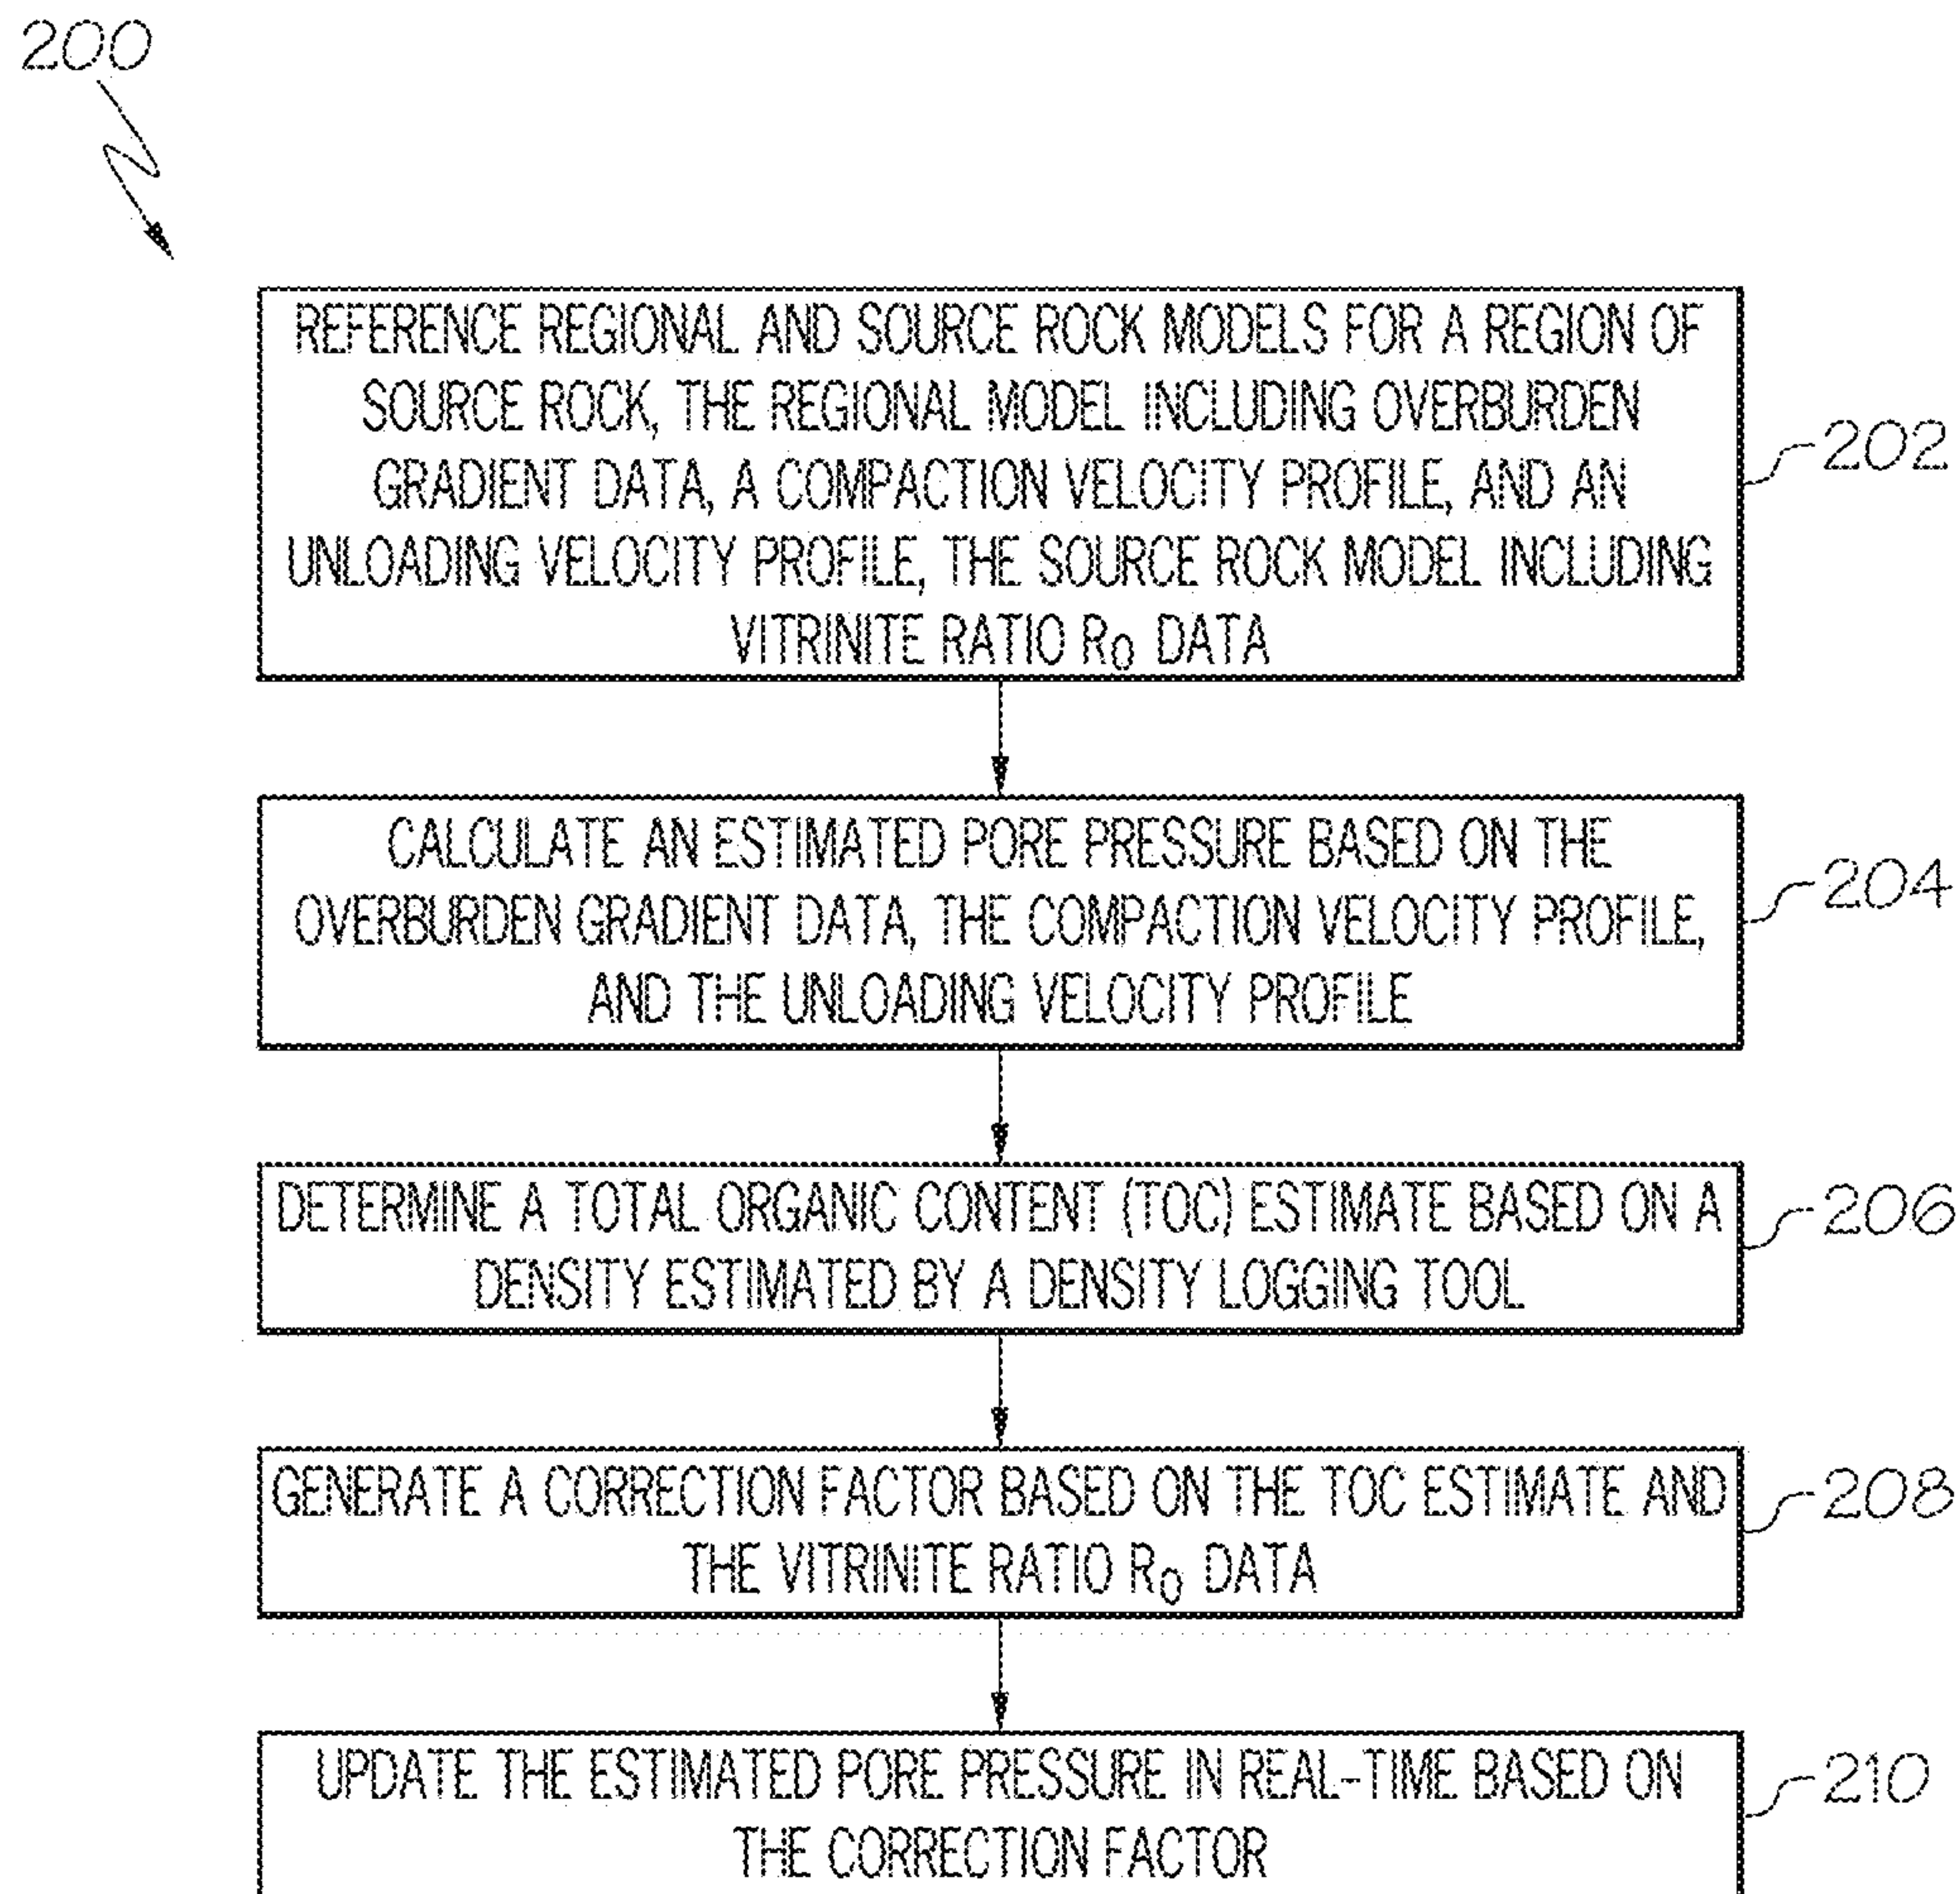 200
REFERENCE REGIONAL AND SOURCE ROCK MODELS FOR A REGION OF
SOURCE ROCK, THE REGIONAL MODEL INCLUDING OVERBURDEN
GRADIENT DATA, A COMPACTION VELOCITY PROFILE, AND AN
UNLOADING VELOCITY PROFILE, THE SOURCE ROCK MODEL INCLUDING
VITRINITE RATIO R₀ DATA
202
CALCULATE AN ESTIMATED PORE PRESSURE BASED ON THE
OVERBURDEN GRADIENT DATA, THE COMPACTION VELOCITY PROFILE,
AND THE UNLOADING VELOCITY PROFILE
204
DETERMINE A TOTAL ORGANIC CONTENT (TOC) ESTIMATE BASED ON A
DENSITY ESTIMATED BY A DENSITY LOGGING TOOL
206
GENERATE A CORRECTION FACTOR BASED ON THE TOC ESTIMATE AND
THE VITRINITE RATIO R₀ DATA
208
UPDATE THE ESTIMATED PORE PRESSURE IN REAL-TIME BASED ON
THE CORRECTION FACTOR
210